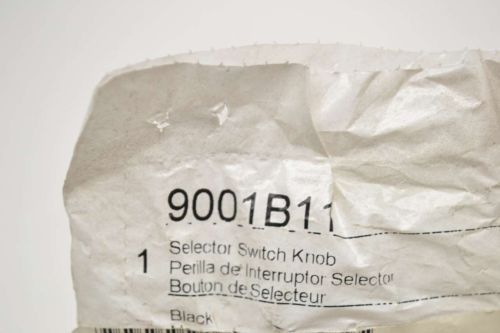 9001B11
1 Selector Switch Knob
Perilla de Interruptor Selector
Bouton de Selecteur
Black